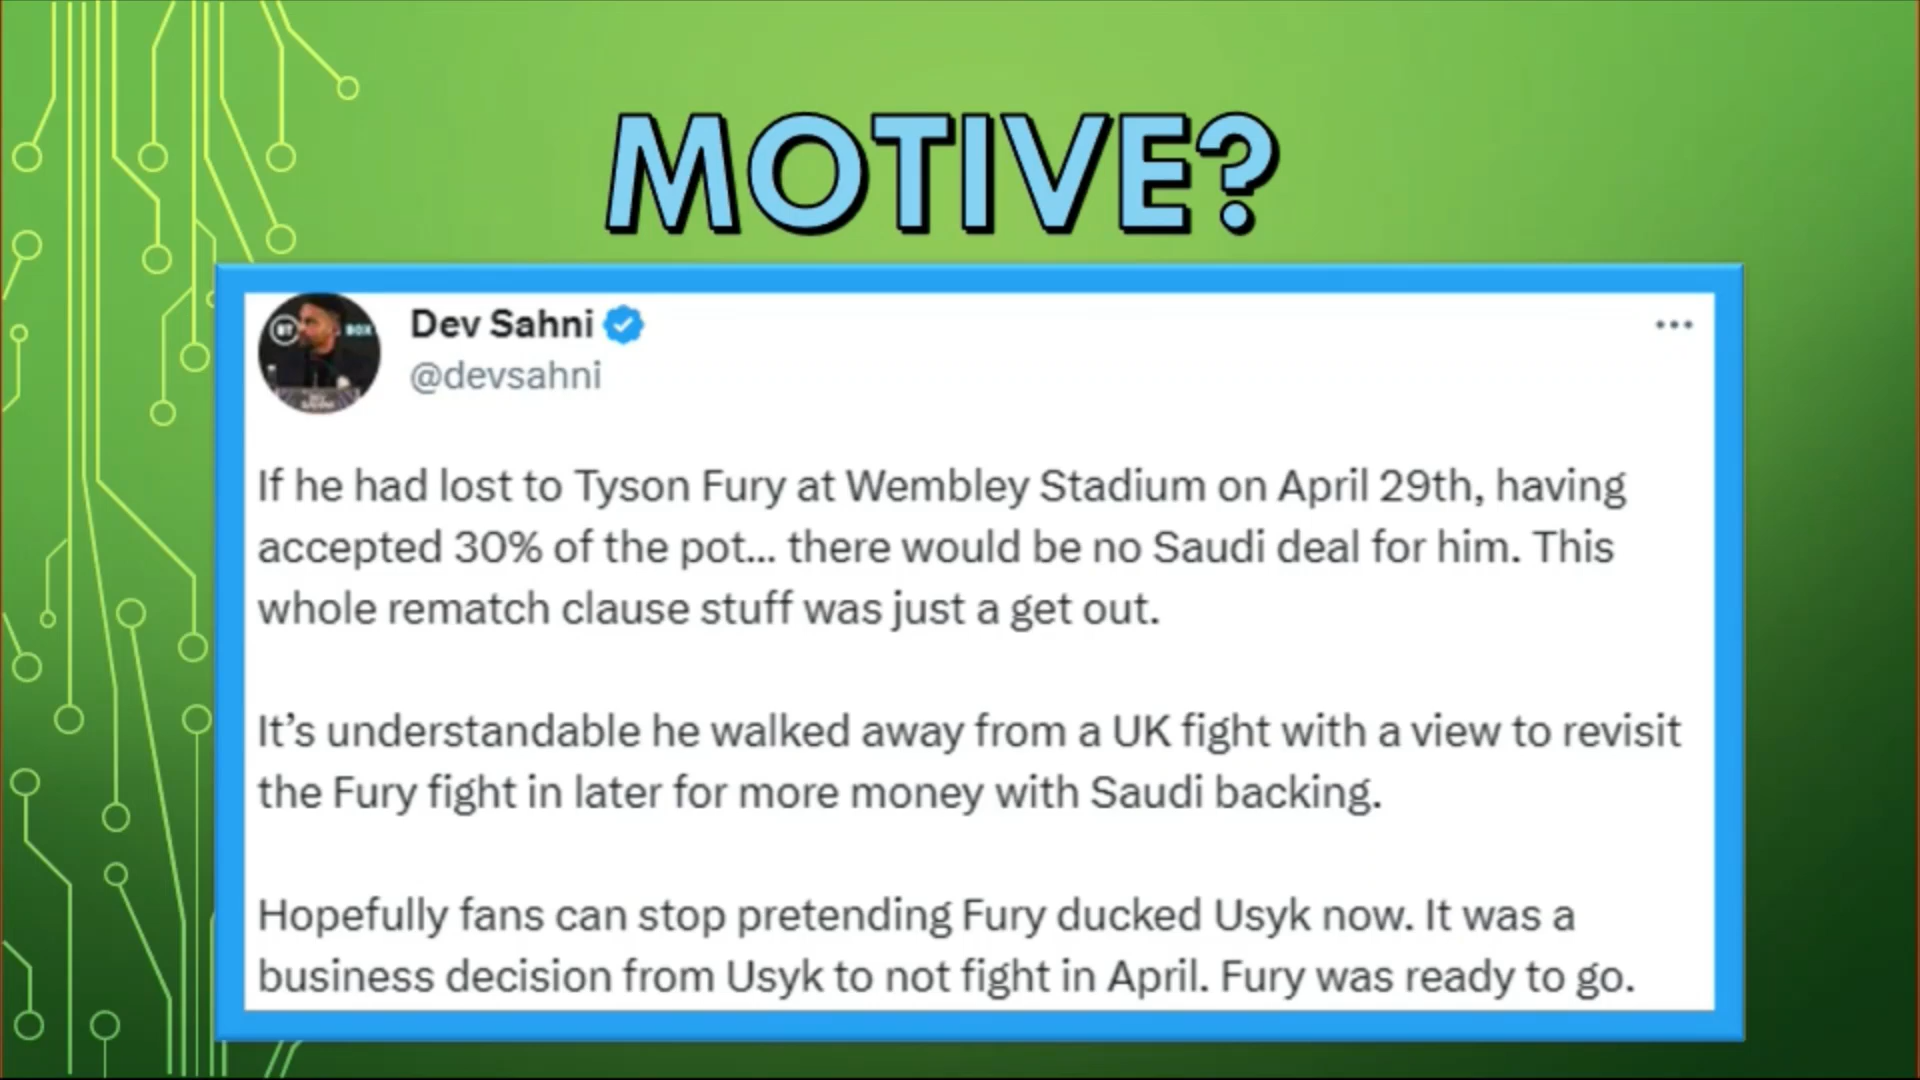 MOTIVE?
BT
BOX
Dev Sahni
@devsahni
If he had lost to Tyson Fury at Wembley Stadium on April 29th, having
accepted 30% of the pot... there would be no Saudi deal for him. This
whole rematch clause stuff was just a get out.
It’s understandable he walked away from a UK fight with a view to revisit
the Fury fight in later for more money with Saudi backing.
Hopefully fans can stop pretending Fury ducked Usyk now. It was a
business decision from Usyk to not fight in April. Fury was ready to go.